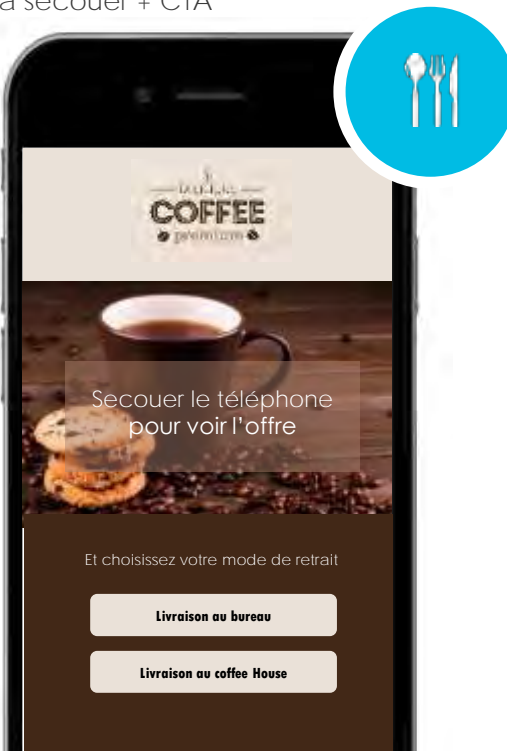 à secouer + CTA
COFFEE
premium
Secouer le téléphone
pour voir l'offre
Et choisissez votre mode de retrait
Livraison au bureau
Livraison au coffee House